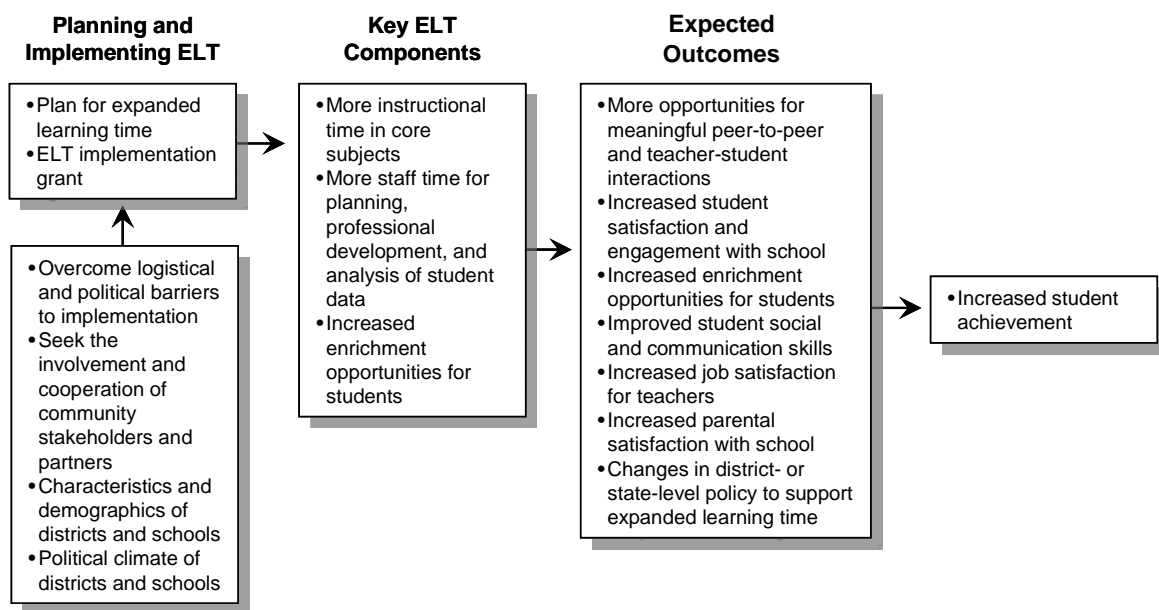 Planning and
Implementing ELT
•Plan for expanded
learning time
•ELT implementation
grant
•Overcome logistical
and political barriers
to implementation
•Seek the
involvement and
cooperation of
community
stakeholders and
partners
•Characteristics and
demographics of
districts and schools
•Political climate of
districts and schools
Key ELT
Components
•More instructional
time in core
subjects
•More staff time for
planning,
professional
development, and
analysis of student
data
•Increased
enrichment
opportunities for
students
Expected
Outcomes
•More opportunities for
meaningful peer-to-peer
and teacher-student
interactions
•Increased student
satisfaction and
engagement with school
•Increased enrichment
opportunities for students
•Improved student social
and communication skills
•Increased job satisfaction
for teachers
•Increased parental
satisfaction with school
•Changes in district- or
state-level policy to support
expanded learning time
•Increased student
achievement